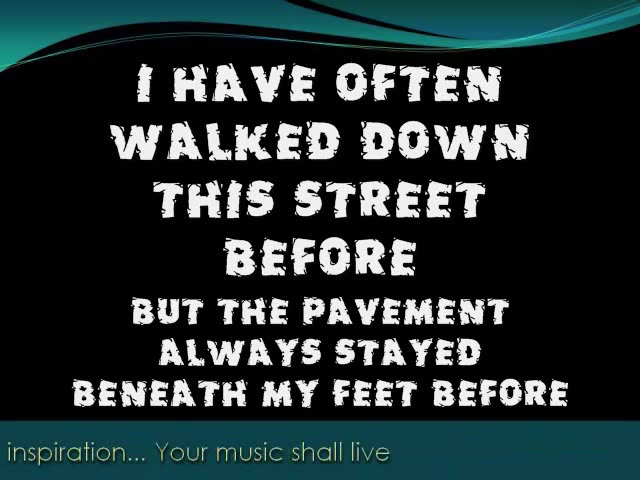 I HAVE OFTEN
WALKED DOWN
THIS STREET
BEFORE
BUT THE PAVEMENT
ALWAYS STAYED
BENEATH MY FEET BEFORE
inspiration... Your music shall live